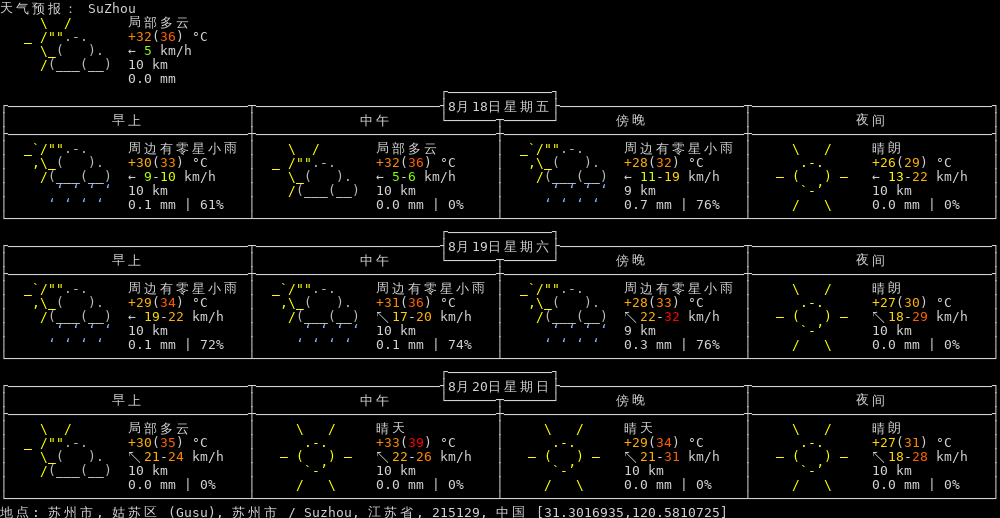 天气预报： SuZhou
局部多云
+32(36) °C
← 5 km/h
10 km
0.0 mm
8月18日星期五
早上 中午 傍晚 夜间
周边有零星小雨 局部多云 周边有零星小雨 晴朗
+30(33) °C +32(36) °C +28(32) °C +26(29) °C
← 9-10 km/h ← 5-6 km/h ← 11-19 km/h ← 13-22 km/h
10 km 10 km 9 km 10 km
0.1 mm | 61% 0.0 mm | 0% 0.7 mm | 76% 0.0 mm | 0%
8月19日星期六
早上 中午 傍晚 夜间
周边有零星小雨 周边有零星小雨 周边有零星小雨 晴朗
+29(34) °C +31(36) °C +28(33) °C +27(30) °C
← 19-22 km/h ↖ 17-20 km/h ↖ 22-32 km/h ↖ 18-29 km/h
10 km 10 km 9 km 10 km
0.1 mm | 72% 0.1 mm | 74% 0.3 mm | 76% 0.0 mm | 0%
8月20日星期日
早上 中午 傍晚 夜间
局部多云 晴天 晴天 晴朗
+30(35) °C +33(39) °C +29(34) °C +27(31) °C
↖ 21-24 km/h ↖ 22-26 km/h ↖ 21-31 km/h ↖ 18-28 km/h
10 km 10 km 10 km 10 km
0.0 mm | 0% 0.0 mm | 0% 0.0 mm | 0% 0.0 mm | 0%
地点: 苏州市, 姑苏区 (Gusu), 苏州市 / Suzhou, 江苏省, 215129, 中国 [31.3016935,120.5810725]